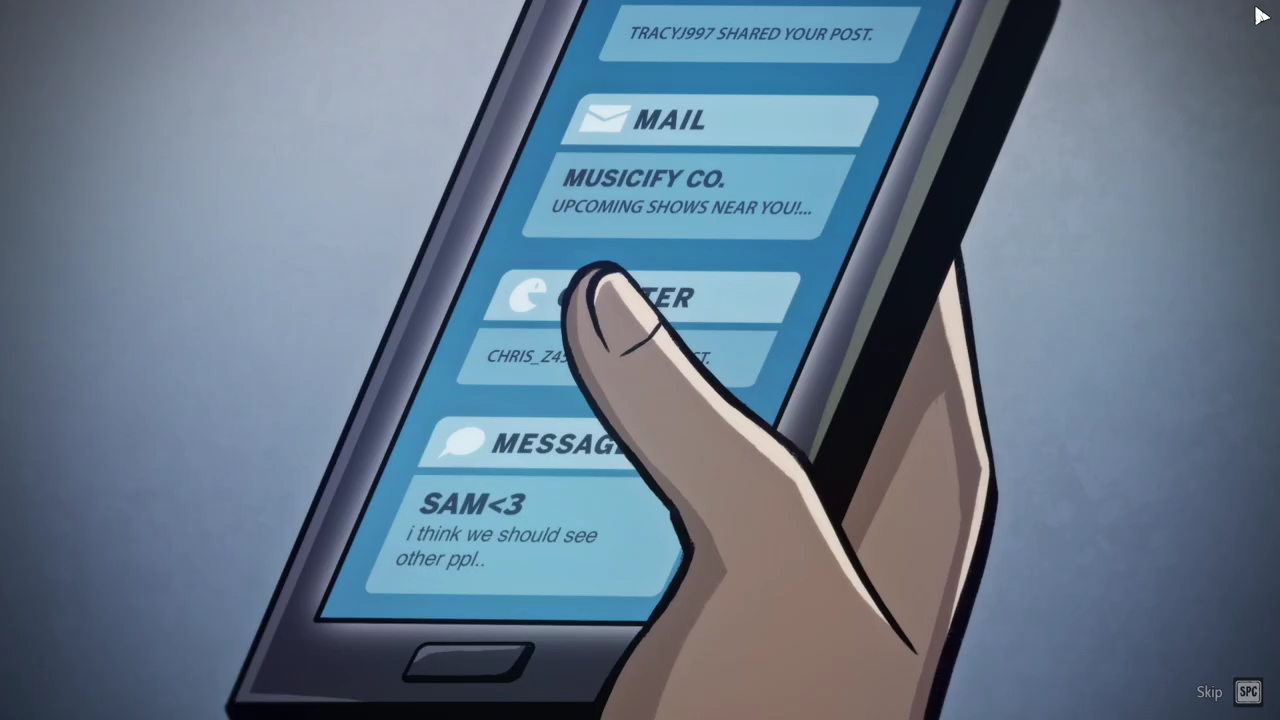 TRACYJ997 SHARED YOUR POST.
MAIL
MUSICIFY CO.
UPCOMING SHOWS NEAR YOU!...
CHRIS_Z4
MESSAG
SAM<3
i think we should see
other ppl..
Skip SPC